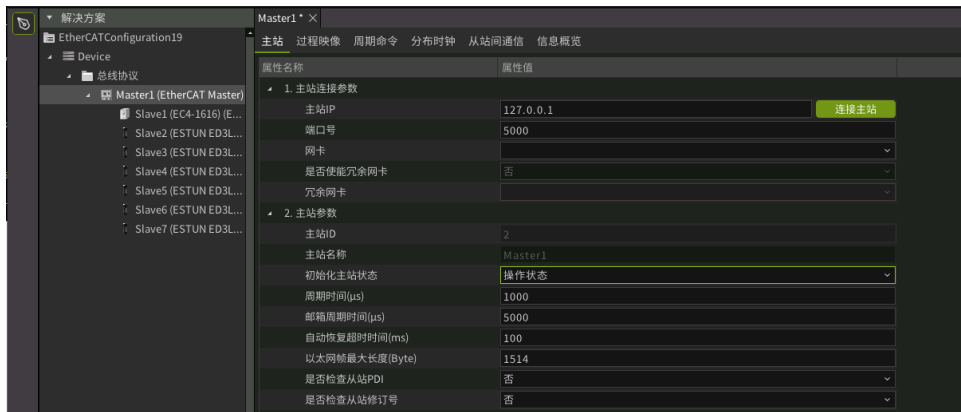 解决方案
EtherCATConfiguration19
Device
总线协议
Master1 (EtherCAT Master)
Slave1 (EC4-1616) (E...
Slave2 (ESTUN ED3L...
Slave3 (ESTUN ED3L...
Slave4 (ESTUN ED3L...
Slave5 (ESTUN ED3L...
Slave6 (ESTUN ED3L...
Slave7 (ESTUN ED3L...
Master1*
主站 过程映像 周期命令 分布时钟 从站间通信 信息概览
属性名称 属性值
1. 主站连接参数
主站IP 127.0.0.1 连接主站
端口号 5000
网卡
是否使能冗余网卡 否
冗余网卡
2. 主站参数
主站ID 2
主站名称 Master1
初始化主站状态 操作状态
周期时间(μs) 1000
邮箱周期时间(μs) 5000
自动恢复超时时间(ms) 100
以太网帧最大长度(Byte) 1514
是否检查从站PDI 否
是否检查从站修订号 否